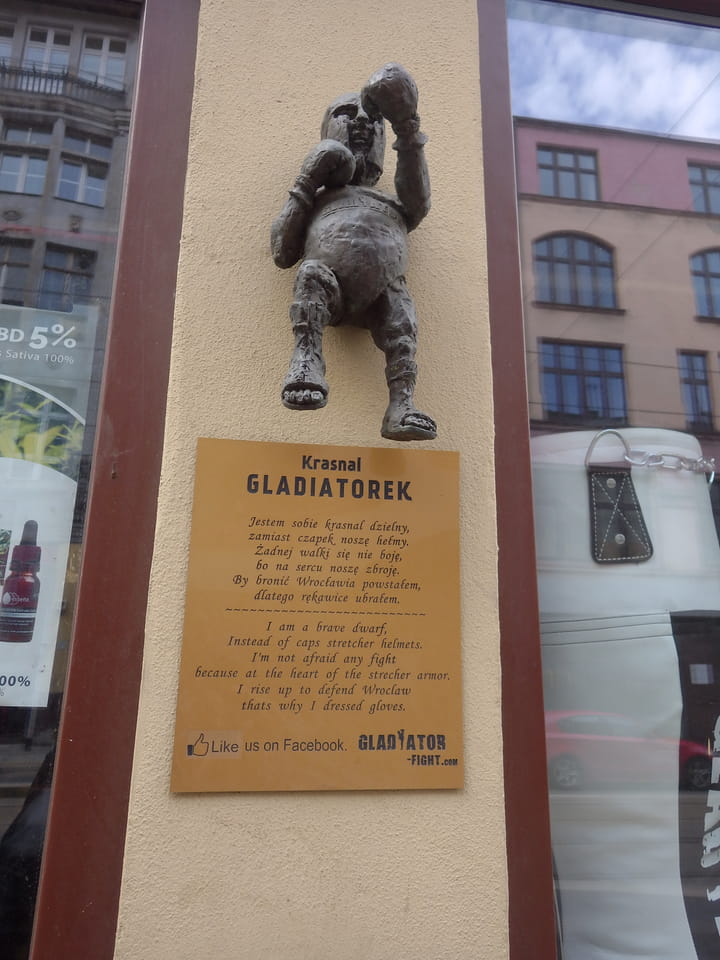 BD 5%
Sativa 100%
00%
Krasnal
GLADIATOREK
Jestem sobie krasnal dzielny,
zamiast czapek noszę hełmy.
Żadnej walki się nie boję,
bo na sercu noszę zbroję.
By bronić Wrocławia powstałem,
dlatego rękawice ubrałem.
~~~~~~~~~~~~~~~~~~~~~~~~~~
I am a brave dwarf,
Instead of caps stretcher helmets.
I'm not afraid any fight
because at the heart of the strecher armor.
I rise up to defend Wroclaw
thats why I dressed gloves.
Like us on Facebook.
GLADIATOR
-FIGHT.com